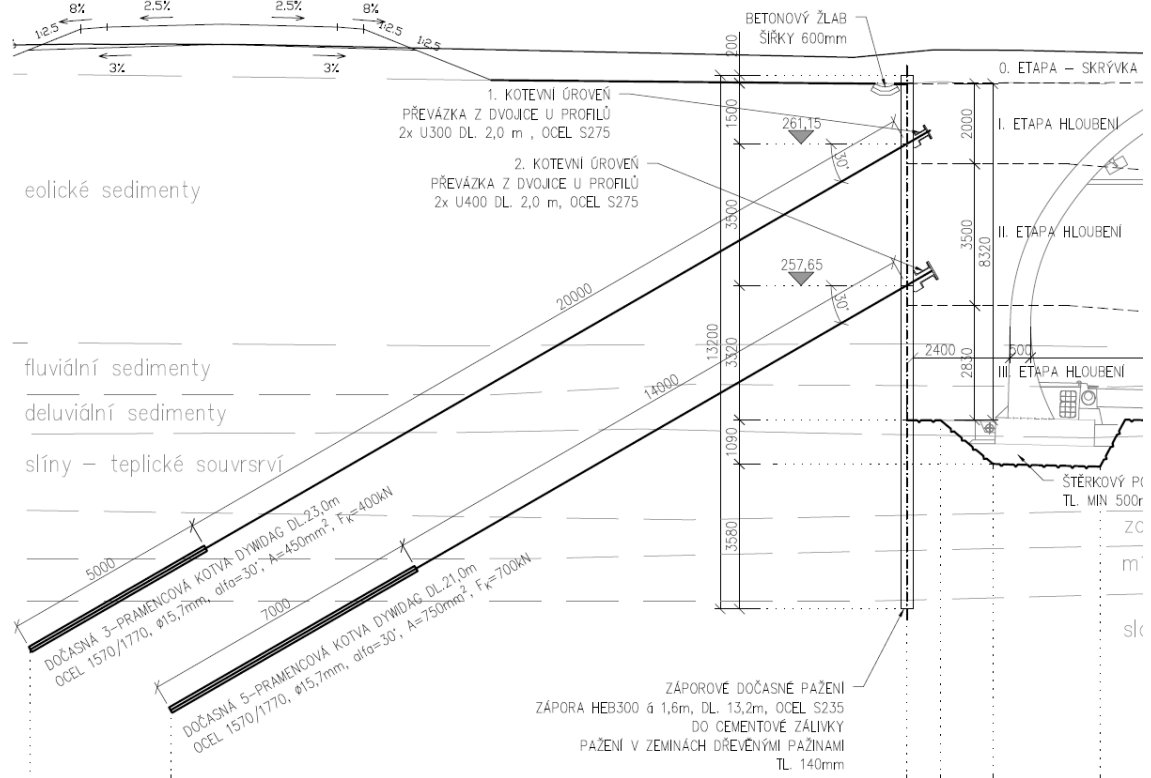 8%
2.5%
2.5%
8%
1:2.5
1:2.5
1:2.5
3%
3%
BETONOVÝ ŽLAB
ŠÍŘKY 600mm
200
0. ETAPA – SKRÝVKA
1. KOTEVNÍ ÚROVEŇ
PŘEVÁZKA Z DVOJICE U PROFILŮ
2x U300 DL. 2,0 m , OCEL S275
1500
261,15
2000
I. ETAPA HLOUBENÍ
30°
2. KOTEVNÍ ÚROVEŇ
PŘEVÁZKA Z DVOJICE U PROFILŮ
2x U400 DL. 2,0 m, OCEL S275
eolické sedimenty
3500
3500
8320
II. ETAPA HLOUBENÍ
257,65
30°
20000
13200
3320
2400
500
2830
fluviální sedimenty
III. ETAPA HLOUBENÍ
14000
deluviální sedimenty
1090
slíny – teplické souvrsrví
ŠTĚRKOVÝ PO
TL. MIN 500m
3580
5000
DOČASNÁ 3–PRAMENCOVÁ KOTVA DYWIDAG DL.23,0m
OCEL 1570/1770, ø15,7mm, alfa=30°, A=450mm², Fₖ=400kN
7000
DOČASNÁ 5–PRAMENCOVÁ KOTVA DYWIDAG DL.21,0m
OCEL 1570/1770, ø15,7mm, alfa=30°, A=750mm², Fₖ=700kN
ZÁPOROVÉ DOČASNÉ PAŽENÍ
ZÁPORA HEB300 á 1,6m, DL. 13,2m, OCEL S235
DO CEMENTOVÉ ZÁLIVKY
PAŽENÍ V ZEMINÁCH DŘEVĚNÝMI PAŽINAMI
TL. 140mm